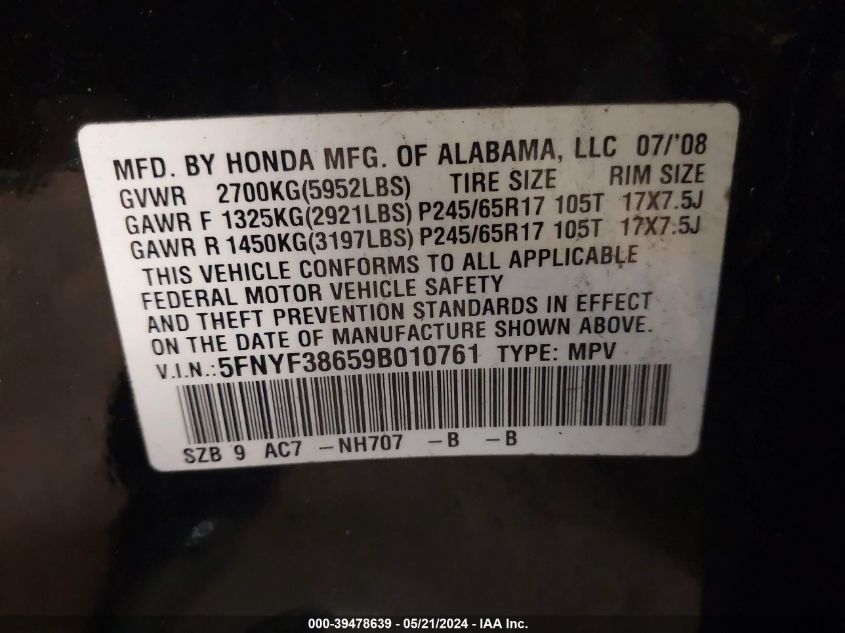 MFD. BY HONDA MFG. OF ALABAMA, LLC 07/'08
GVWR 2700KG(5952LBS) TIRE SIZE RIM SIZE
GAWR F 1325KG(2921LBS) P245/65R17 105T 17X7.5J
GAWR R 1450KG(3197LBS) P245/65R17 105T 17X7.5J
THIS VEHICLE CONFORMS TO ALL APPLICABLE
FEDERAL MOTOR VEHICLE SAFETY
AND THEFT PREVENTION STANDARDS IN EFFECT
ON THE DATE OF MANUFACTURE SHOWN ABOVE.
V.I.N.:5FNYF38659B010761 TYPE: MPV
SZB 9 AC7 –NH707 –B –B
000-39478639 / 05/21/2024 - IAA Inc.